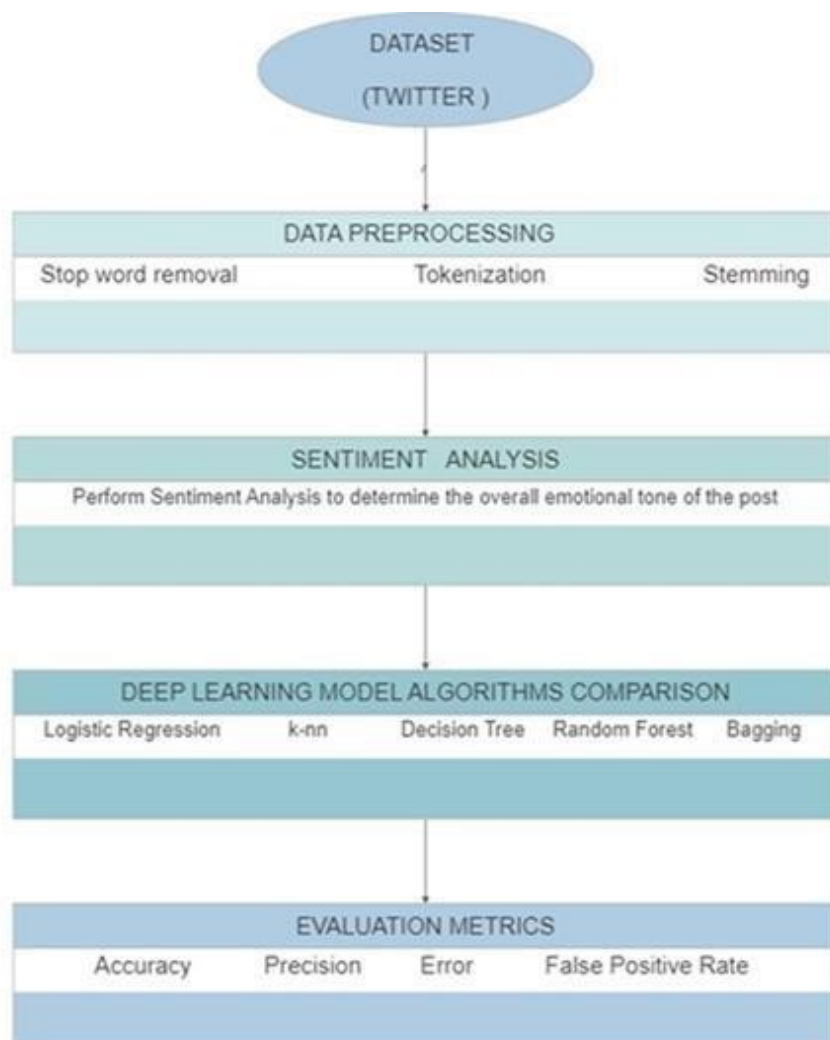 DATASET
(TWITTER )
DATA PREPROCESSING
Stop word removal Tokenization Stemming
SENTIMENT ANALYSIS
Perform Sentiment Analysis to determine the overall emotional tone of the post
DEEP LEARNING MODEL ALGORITHMS COMPARISON
Logistic Regression k-nn Decision Tree Random Forest Bagging
EVALUATION METRICS
Accuracy Precision Error False Positive Rate